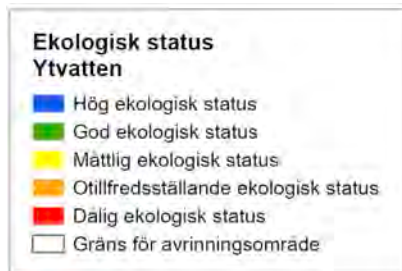 Ekologisk status
Ytvatten
Hög ekologisk status
God ekologisk status
Måttlig ekologisk status
Otillfredsställande ekologisk status
Dålig ekologisk status
Gräns för avrinningsområde